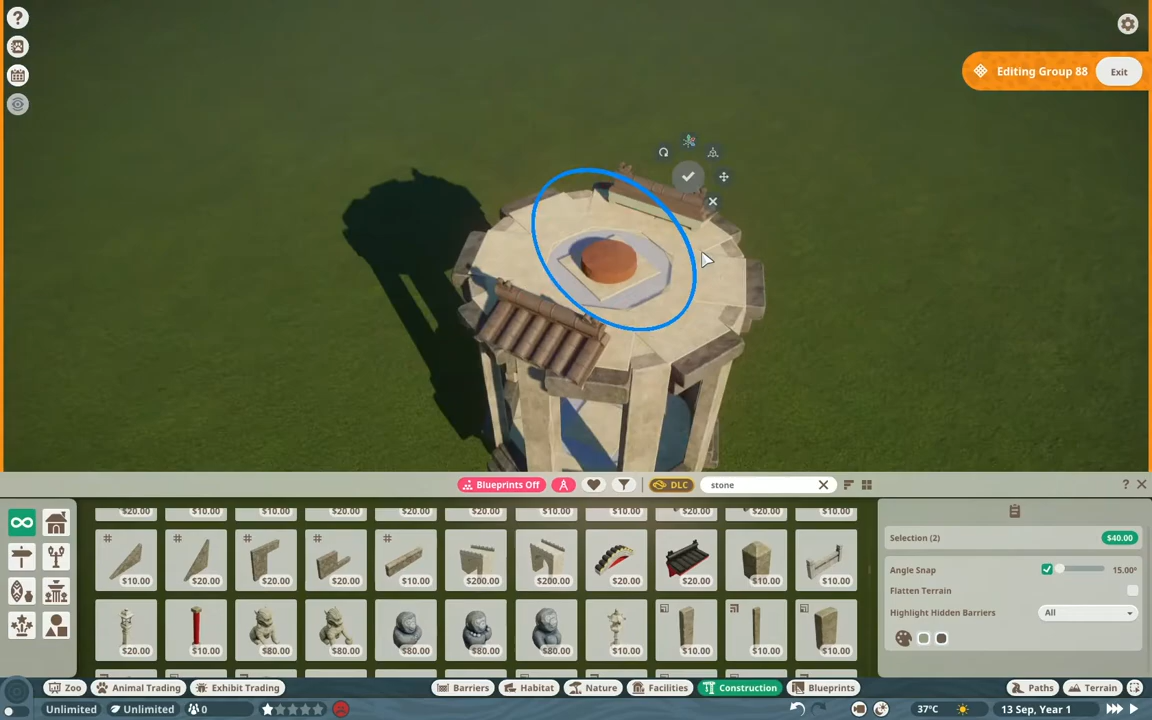 ?
Editing Group 88 Exit
Blueprints Off DLC stone
$20.00 $10.00 $20.00 $20.00 $20.00 $20.00 $10.00 $20.00 $20.00 $10.00 $10.00
$10.00 $20.00 $20.00 $20.00 $10.00 $200.00 $200.00 $20.00 $20.00 $10.00 $10.00
$20.00 $10.00 $80.00 $80.00 $80.00 $80.00 $80.00 $20.00 $10.00 $10.00 $10.00
Selection (2) $40.00
Angle Snap 15.00°
Flatten Terrain
Highlight Hidden Barriers All
Zoo Animal Trading Exhibit Trading Barriers Habitat Nature Facilities Construction Blueprints Paths Terrain
Unlimited Unlimited 0 37°C 13 Sep, Year 1